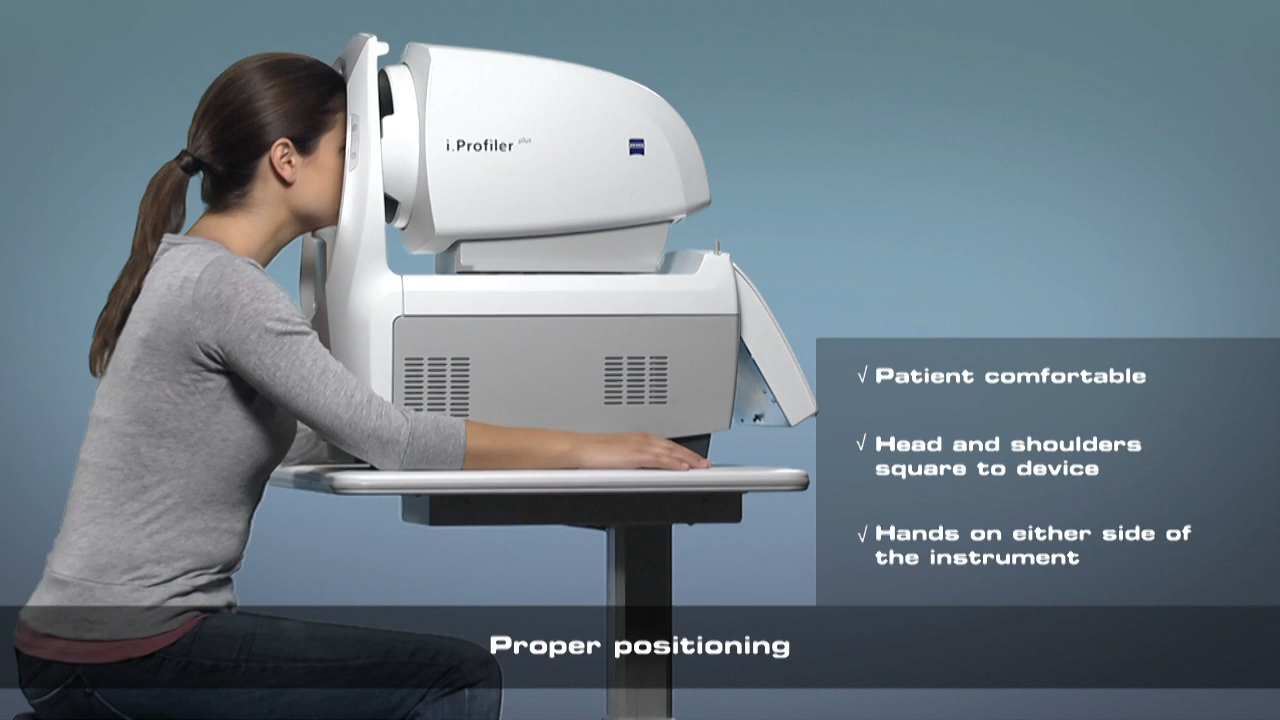 i.Profiler plus
ZEISS
√ Patient comfortable
√ Head and shoulders
square to device
√ Hands on either side of
the instrument
Proper positioning